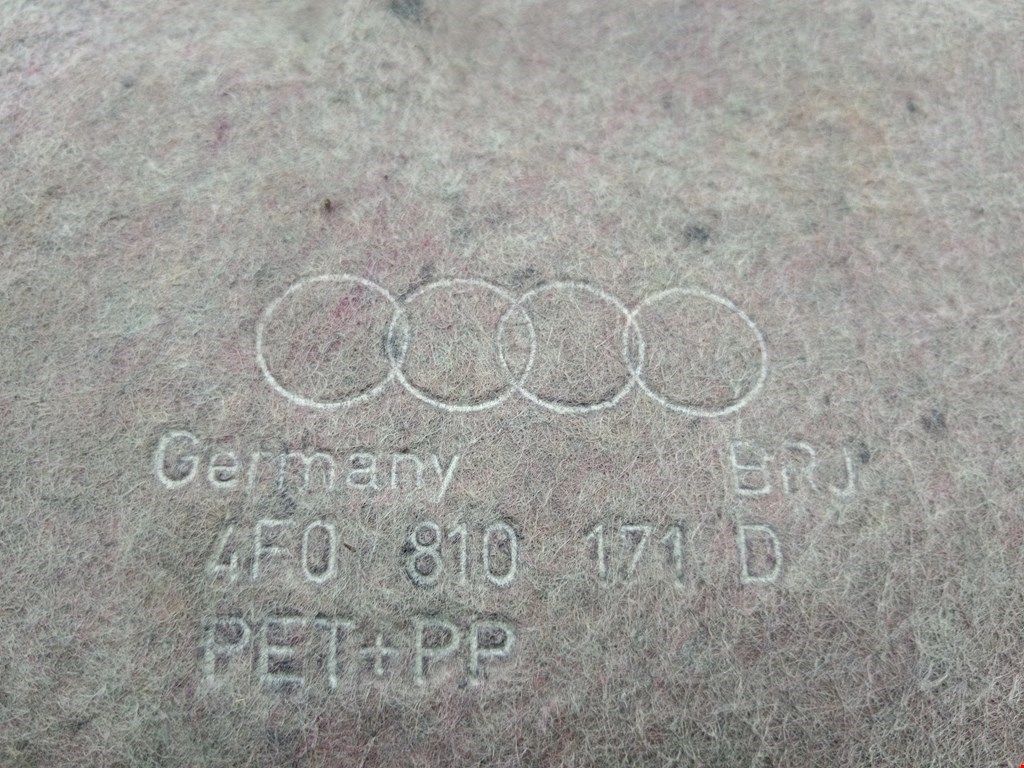 Germany BRJ
4F0 810 171 D
PET+PP